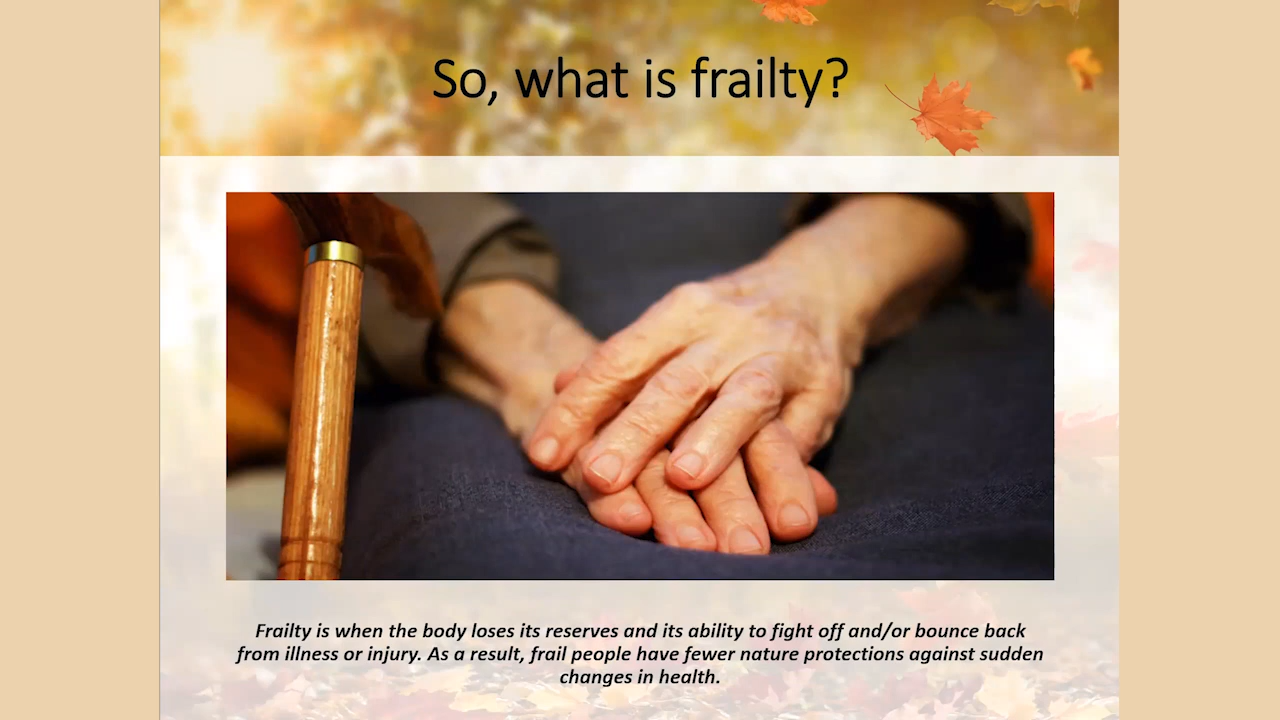 So, what is frailty?
Frailty is when the body loses its reserves and its ability to fight off and/or bounce back
from illness or injury. As a result, frail people have fewer nature protections against sudden
changes in health.